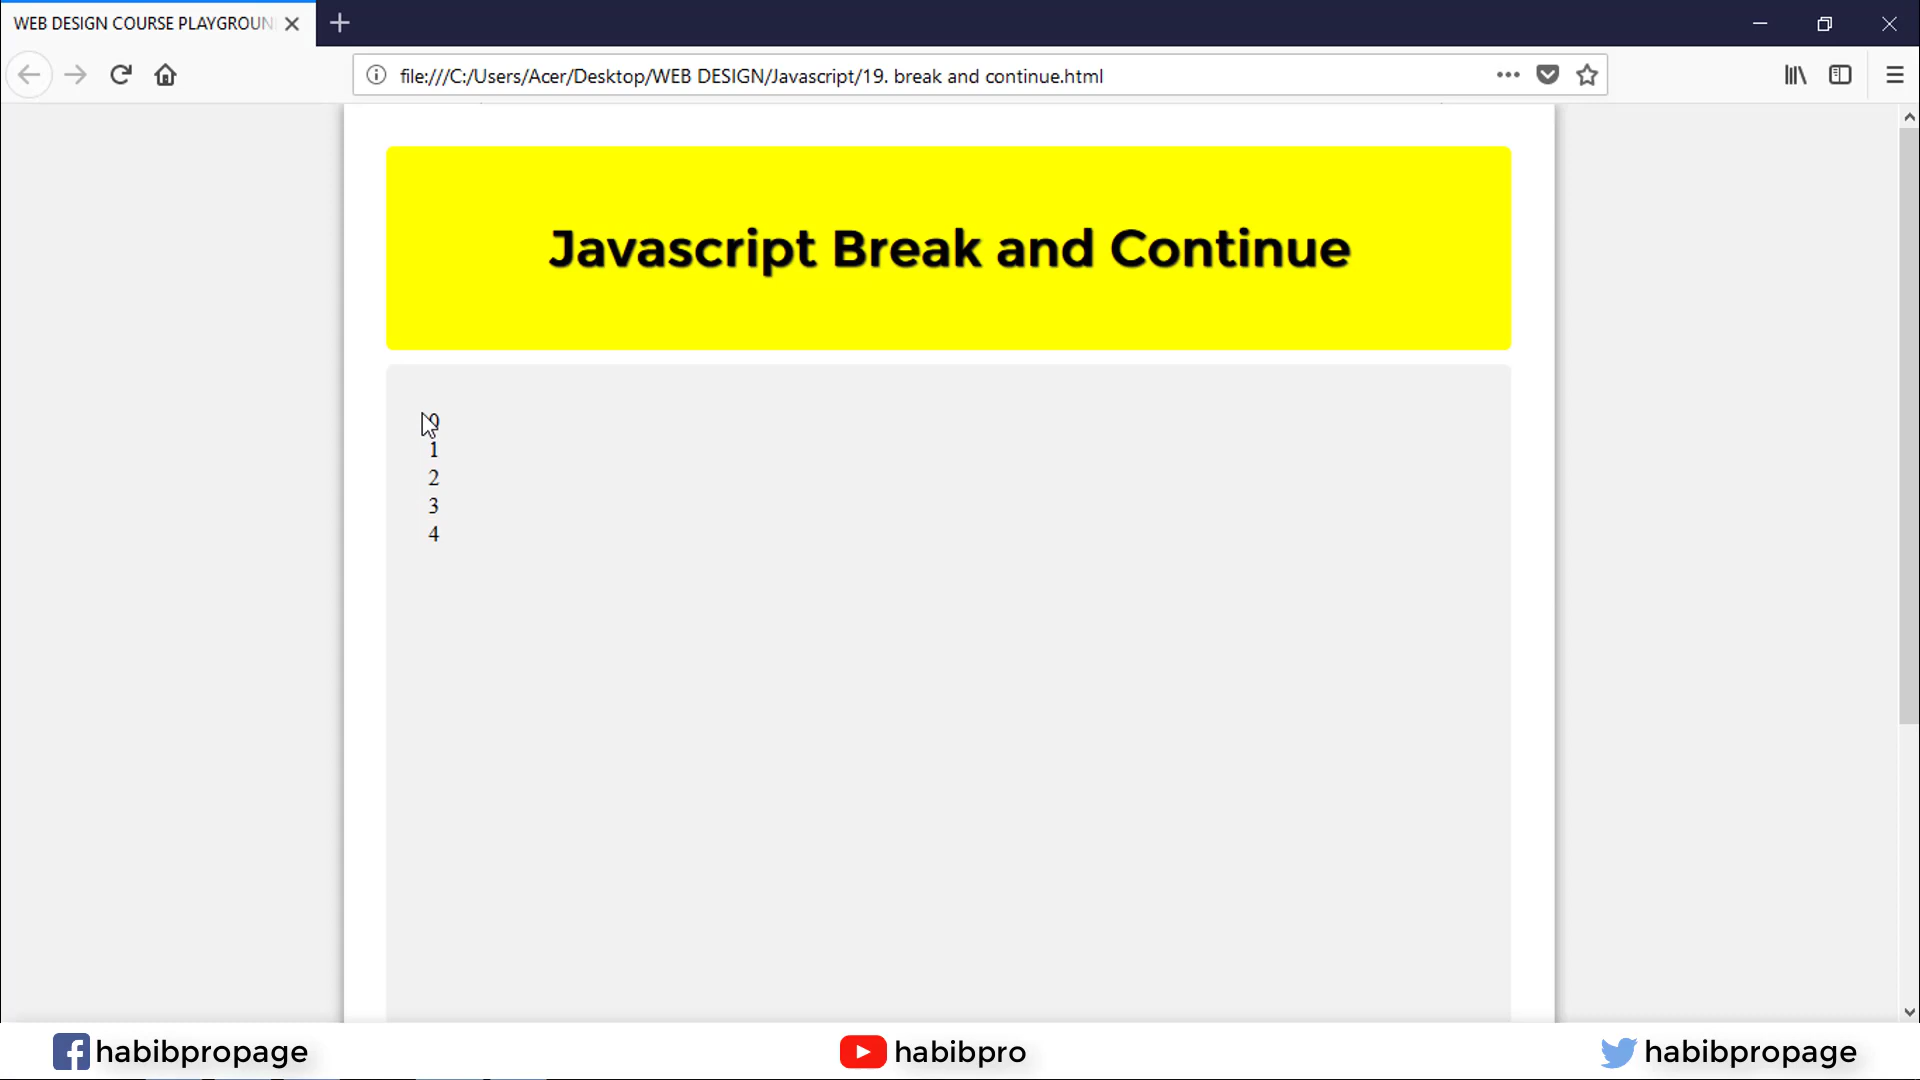 WEB DESIGN COURSE PLAYGROUN
file:///C:/Users/Acer/Desktop/WEB DESIGN/Javascript/19. break and continue.html
Javascript Break and Continue
0
1
2
3
4
habibpropage
habibpro
habibpropage